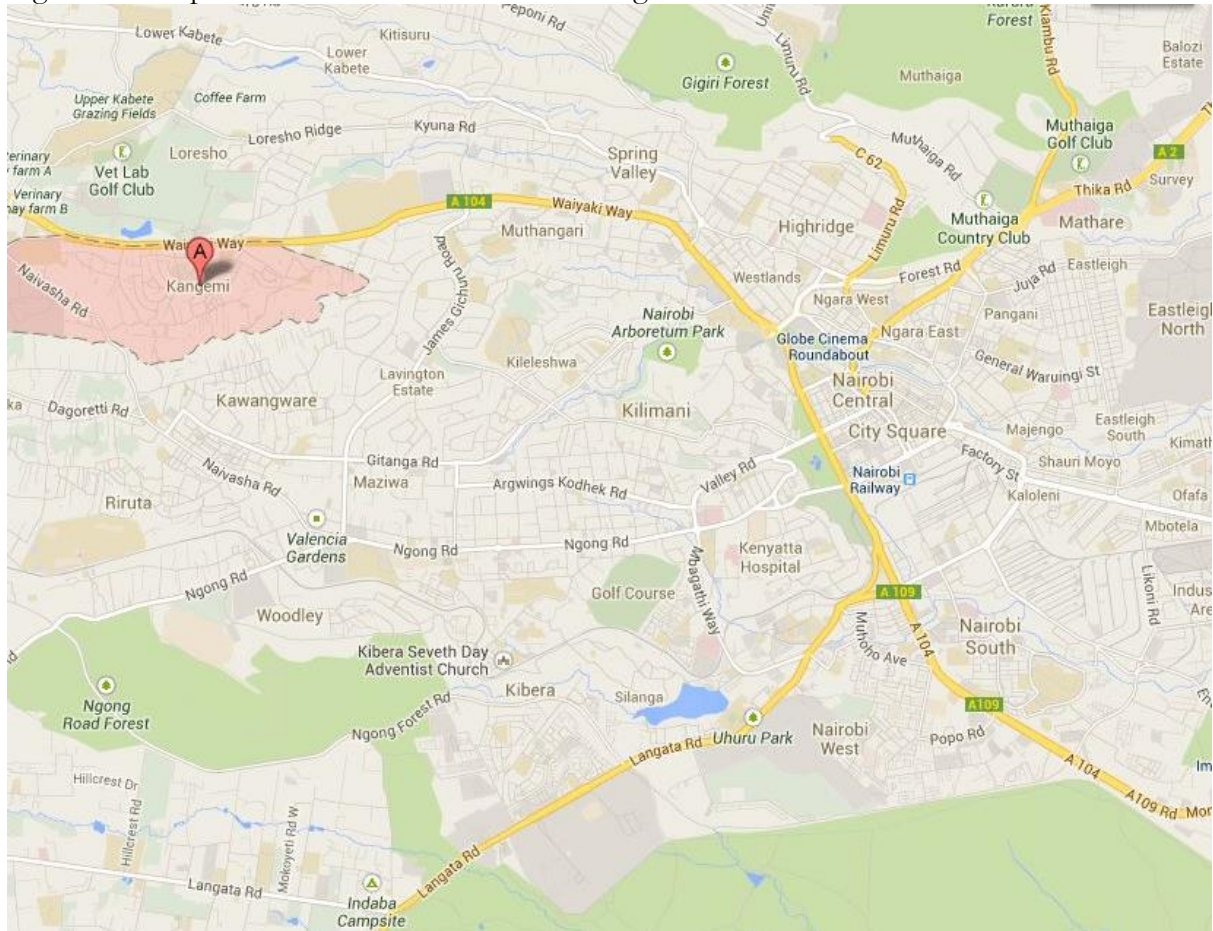 Lower Kabete
Kitisuru
Peponi Rd
Limuru Rd
Forest
Kiambu Rd
Balozi
Estate
Lower
Kabete
Gigiri Forest
Muthaiga
Upper Kabete
Grazing Fields
Coffee Farm
Loresho Ridge
Kyuna Rd
Muthaiga
Golf Club
Loresho
Spring
Valley
C 62
Muthaiga Rd
A 2
Vet Lab
Golf Club
farm A
Verinary
farm B
Survey
Thika Rd
A 104
Waiyaki Way
Highridge
Limuru Rd
Muthaiga
Country Club
Mathare
Muthangari
Waiyaki Way
A
Kangemi
Naivasha Rd
James Gichuru Road
Westlands
Forest Rd
Juja Rd
Eastleigh
Ngara West
Nairobi
Arboretum Park
Pangani
Eastleigh
North
Globe Cinema
Roundabout
Ngara East
Kileleshwa
General Waruingi St
Lavington
Estate
Nairobi
Central
Dagoretti Rd
Kawangware
Kilimani
City Square
Majengo
Eastleigh
South
Gitanga Rd
Factory St
Shauri Moyo
Naivasha Rd
Maziwa
Argwings Kodhek Rd
Valley Rd
Nairobi
Railway
Kaloleni
Ofafa
Riruta
Mbotela
Valencia
Gardens
Ngong Rd
Ngong Rd
Kenyatta
Hospital
Mbagathi Way
Likoni Rd
Ngong Rd
Golf Course
A 109
Woodley
Muhoho Ave
A 104
Nairobi
South
Kibera Seveth Day
Adventist Church
Kibera
Silanga
Ngong
Road Forest
Ngong Forest Rd
A109
Uhuru Park
Nairobi
West
Popo Rd
Langata Rd
A 104
Hillcrest Dr
A109 Rd
Hillcrest Rd
Mokoyeti Rd W
Langata Rd
Langata Rd
Indaba
Campsite